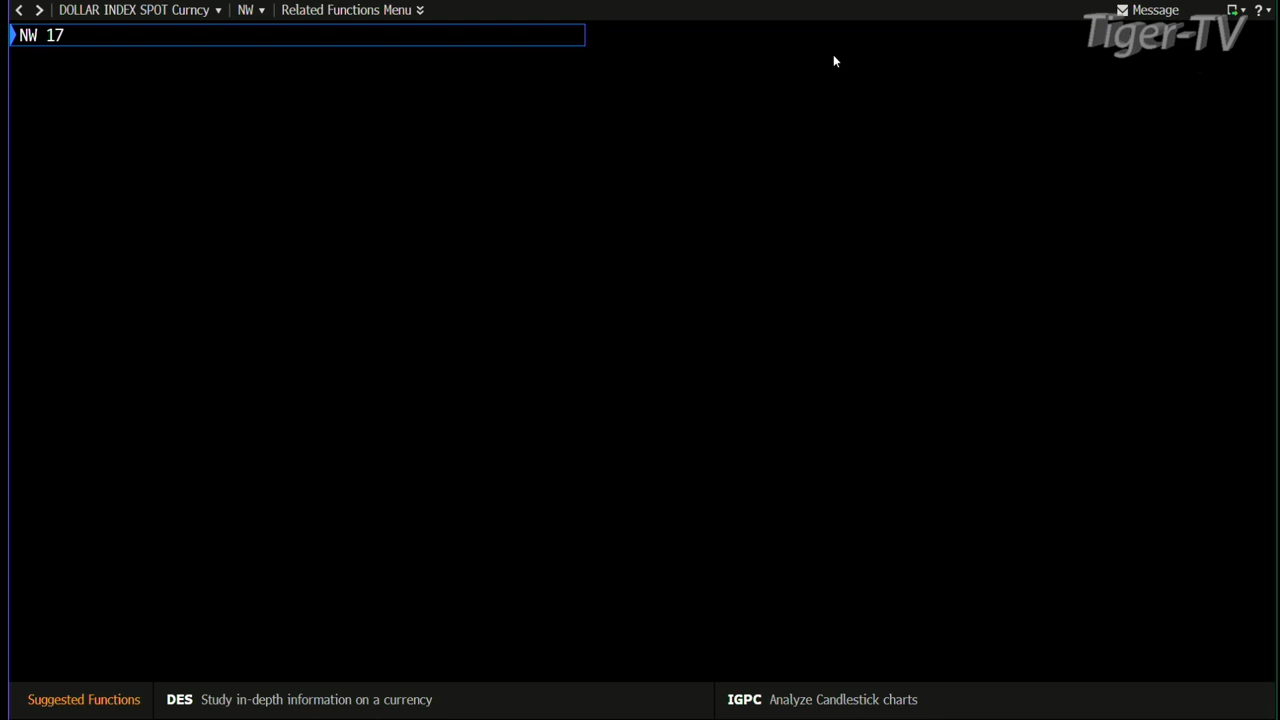 DOLLAR INDEX SPOT Curncy NW Related Functions Menu Message ?
Tiger-TV
NW 17
Suggested Functions DES Study in-depth information on a currency IGPC Analyze Candlestick charts